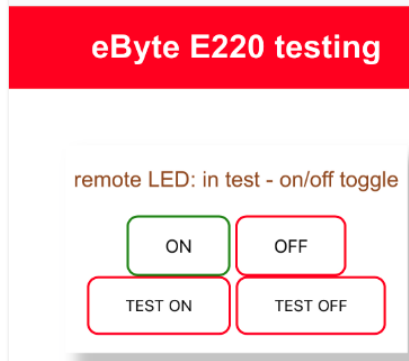 eByte E220 testing
remote LED: in test - on/off toggle
ON OFF
TEST ON TEST OFF